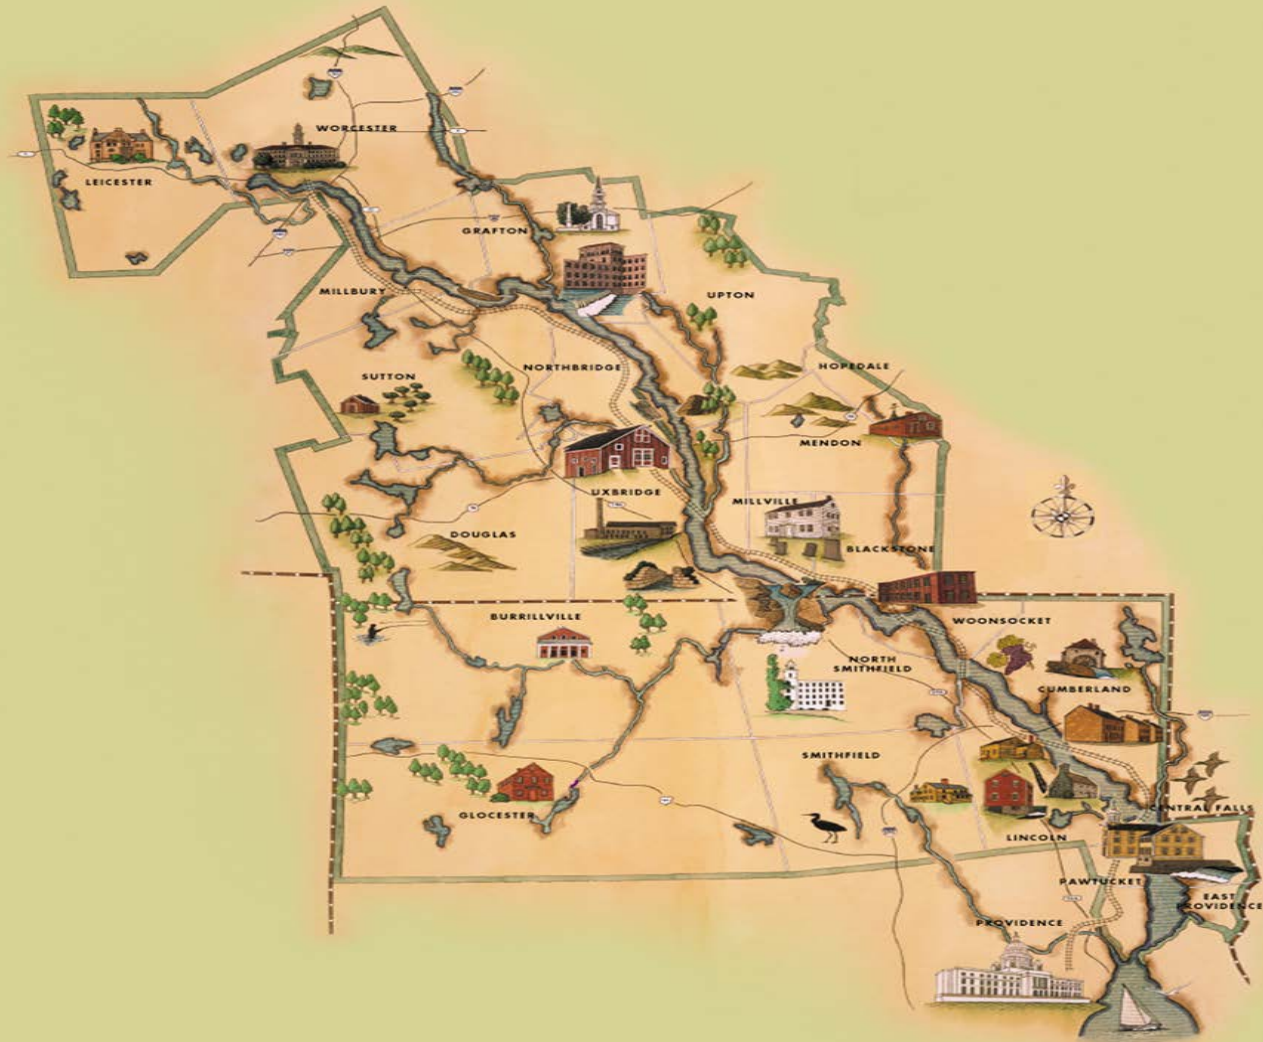 WORCESTER
LEICESTER
GRAFTON
MILLBURY
UPTON
NORTHBRIDGE
HOPEDALE
SUTTON
MENDON
UXBRIDGE
MILLVILLE
DOUGLAS
BLACKSTONE
BURRILLVILLE
WOONSOCKET
NORTH
SMITHFIELD
CUMBERLAND
SMITHFIELD
CENTRAL FALLS
GLOCESTER
LINCOLN
PAWTUCKET
EAST
PROVIDENCE
PROVIDENCE